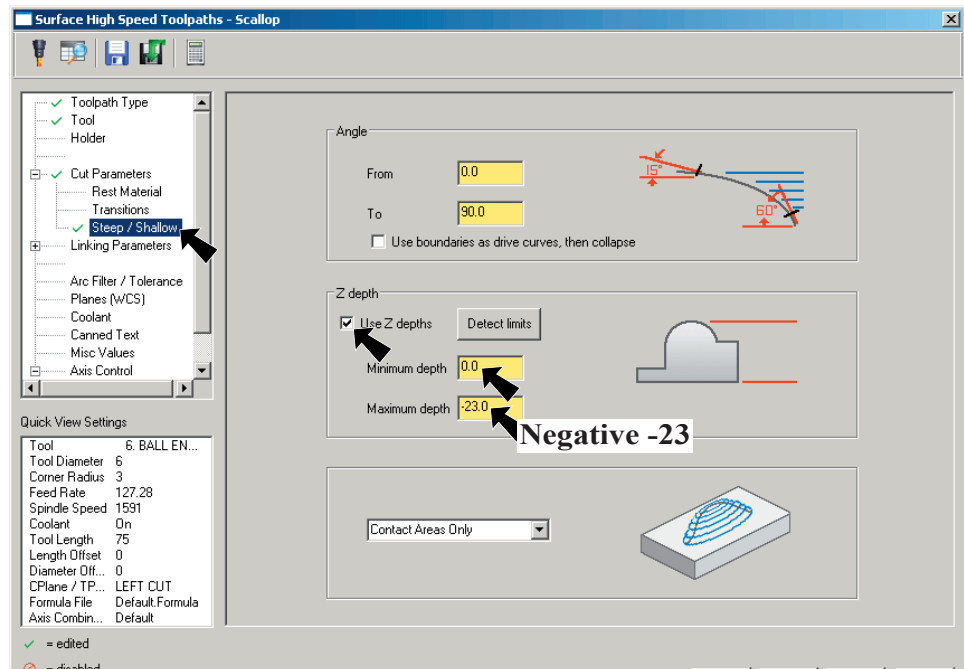 Surface High Speed Toolpaths - Scallop
Toolpath Type
Tool
Holder
Cut Parameters
Rest Material
Transitions
Steep / Shallow
Linking Parameters
Arc Filter / Tolerance
Planes (WCS)
Coolant
Canned Text
Misc Values
Axis Control
Quick View Settings
Tool 6. BALL EN...
Tool Diameter 6
Corner Radius 3
Feed Rate 127.28
Spindle Speed 1591
Coolant On
Tool Length 75
Length Offset 0
Diameter Off... 0
CPlane / TP... LEFT CUT
Formula File Default.Formula
Axis Combin... Default
= edited
= disabled
Angle
From 0.0
15°
To 90.0
60°
Use boundaries as drive curves, then collapse
Z depth
Use Z depths Detect limits
Minimum depth 0.0
Maximum depth -23.0
Negative -23
Contact Areas Only